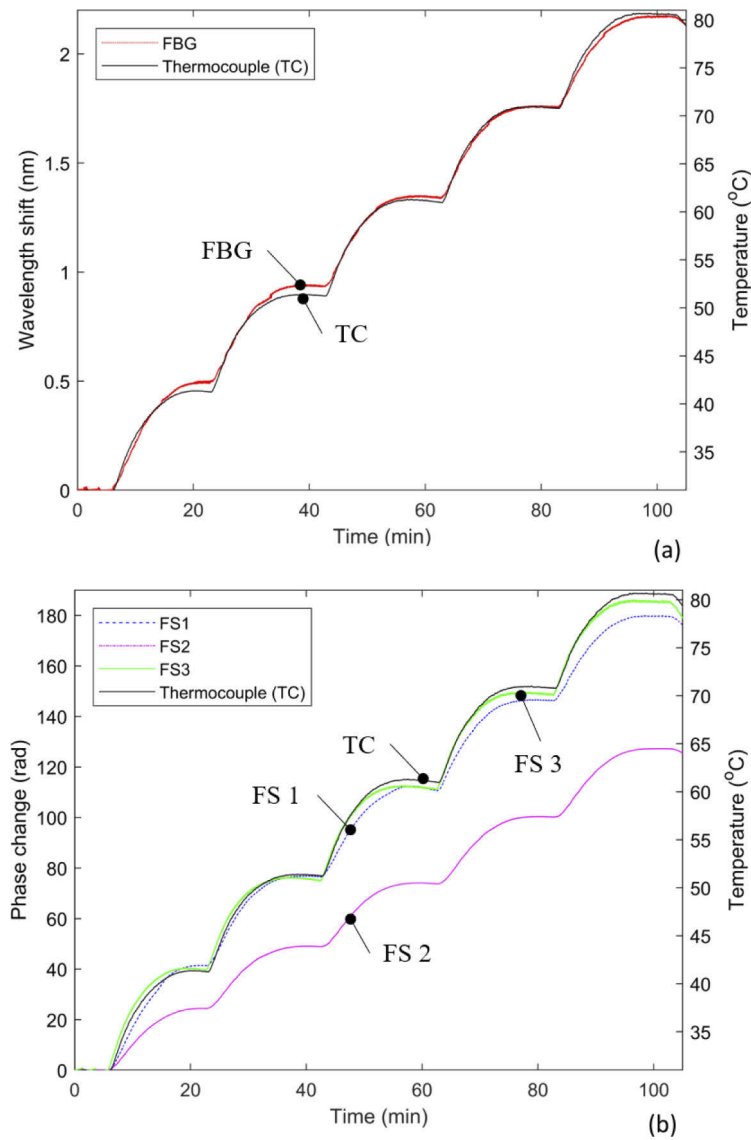 FBG
Thermocouple (TC)
2
1.5
1
0.5
0
Wavelength shift (nm)
FBG
TC
80
75
70
65
60
55
50
45
40
35
Temperature (°C)
0 20 40 60 80 100
Time (min)
(a)
FS1
FS2
FS3
Thermocouple (TC)
180
160
140
120
100
80
60
40
20
0
Phase change (rad)
TC
FS 1
FS 3
FS 2
80
75
70
65
60
55
50
45
40
35
Temperature (°C)
0 20 40 60 80 100
Time (min)
(b)